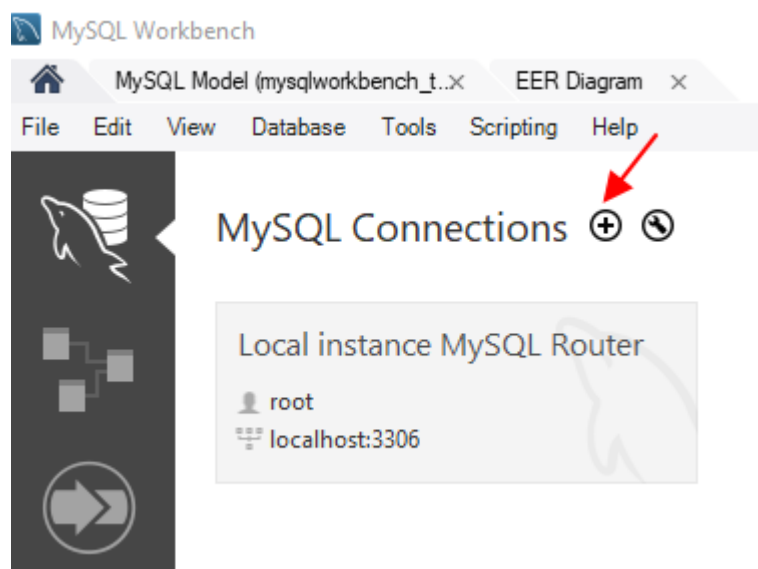 MySQL Workbench
MySQL Model (mysqlworkbench_t..× EER Diagram ×
File Edit View Database Tools Scripting Help
MySQL Connections
Local instance MySQL Router
root
localhost:3306